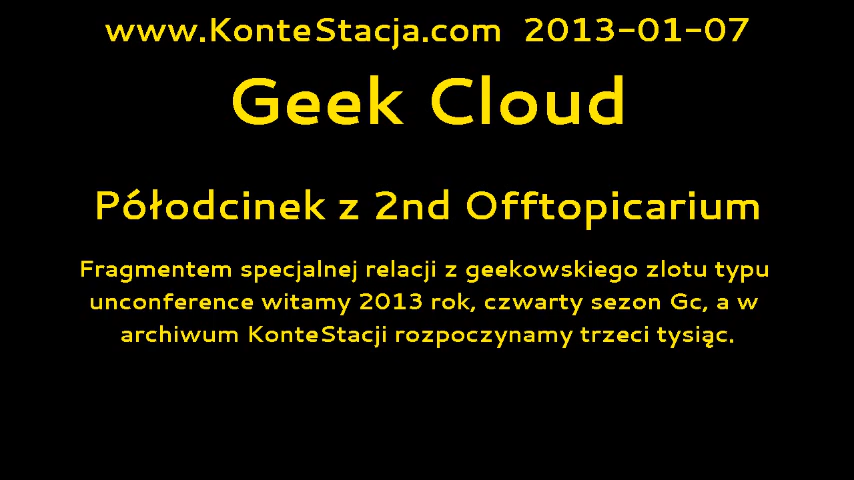 www.KonteStacja.com 2013-01-07
Geek Cloud
Półodcinek z 2nd Offtopicarium
Fragmentem specjalnej relacji z geekowskiego zlotu typu
unconference witamy 2013 rok, czwarty sezon Gc, a w
archiwum KonteStacji rozpoczynamy trzeci tysiąc.